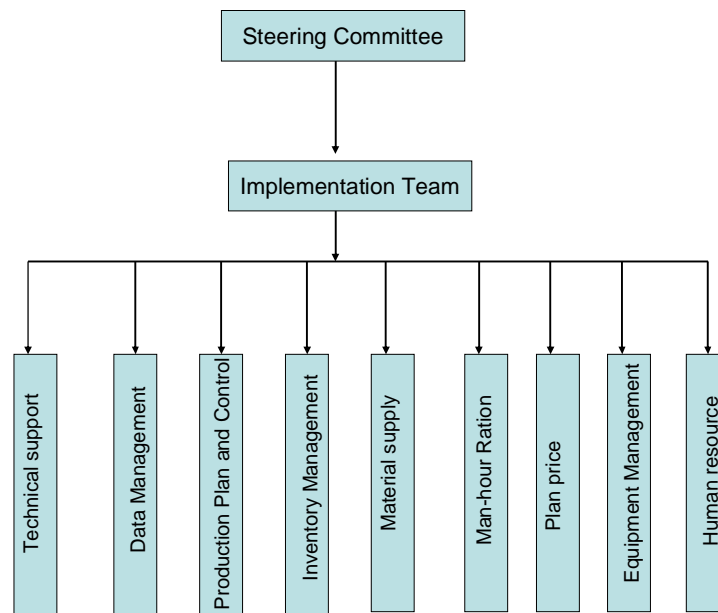 Steering Committee
Implementation Team
Technical support
Data Management
Production Plan and Control
Inventory Management
Material supply
Man-hour Ration
Plan price
Equipment Management
Human resource